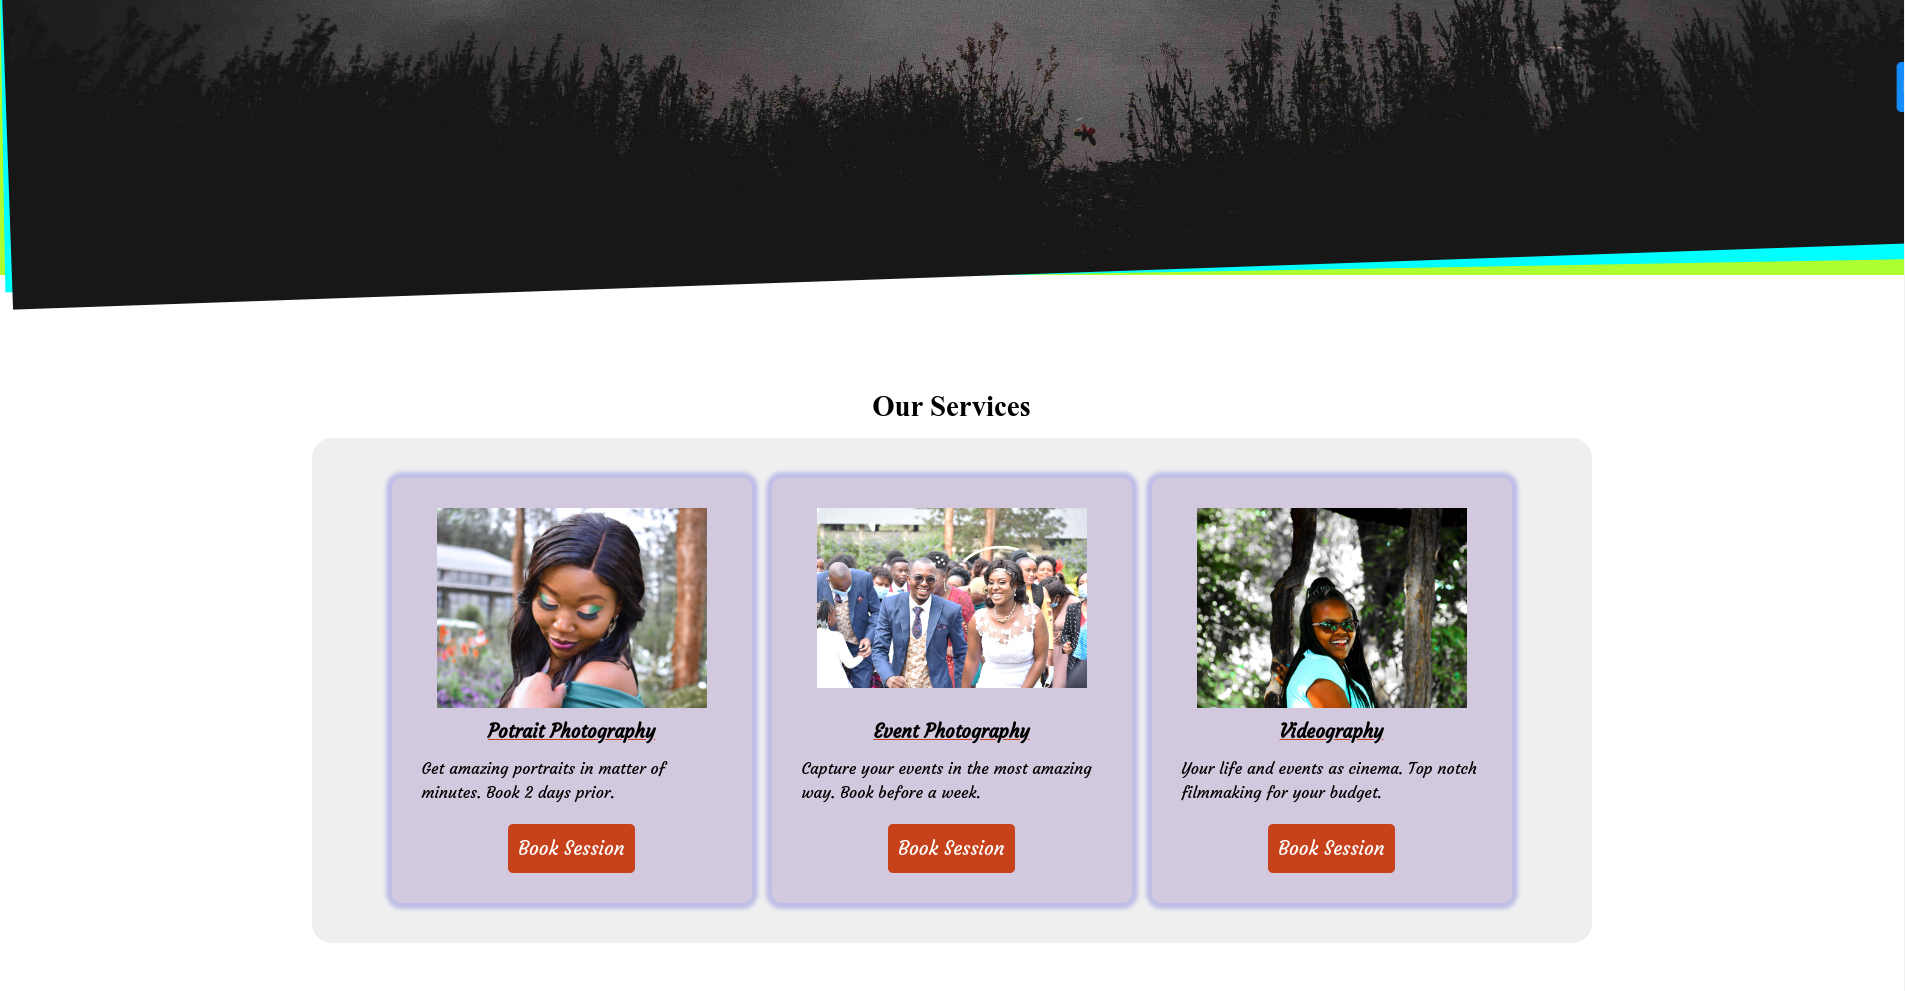 Our Services
Potrait Photography
Get amazing portraits in matter of
minutes. Book 2 days prior.
Book Session
Event Photography
Capture your events in the most amazing
way. Book before a week.
Book Session
Videography
Your life and events as cinema. Top notch
filmmaking for your budget.
Book Session